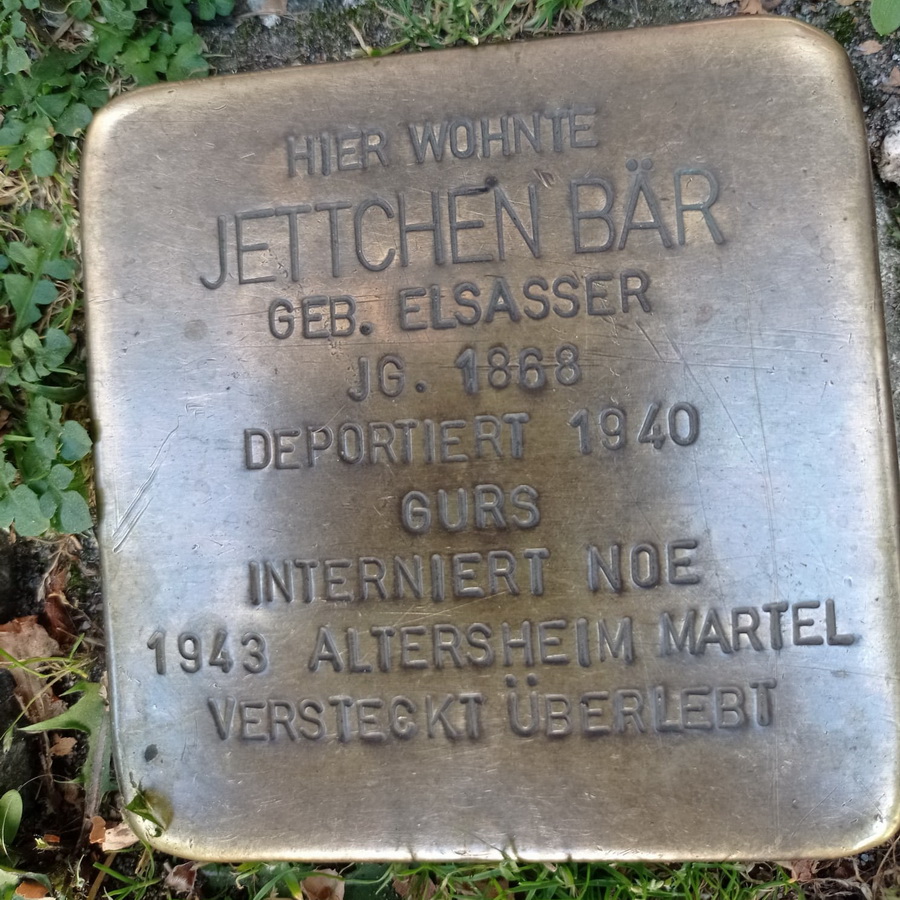 HIER WOHNTE
JETTCHEN BÄR
GEB. ELSASSER
JG. 1868
DEPORTIERT 1940
GURS
INTERNIERT NOE
1943 ALTERSHEIM MARTEL
VERSTECKT ÜBERLEBT